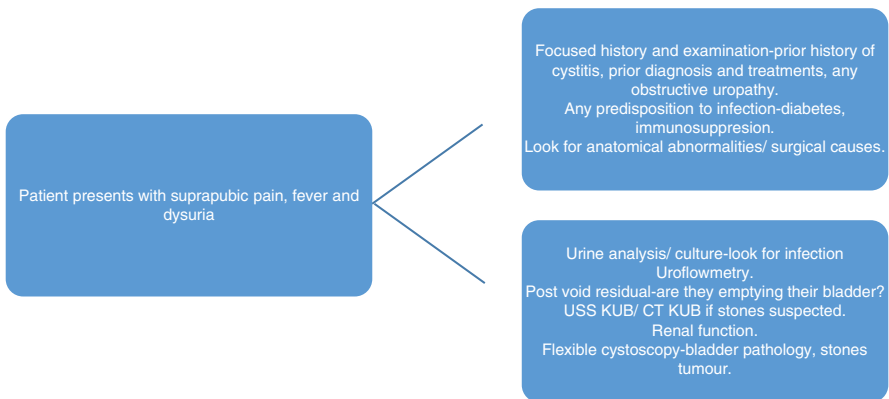 Patient presents with suprapubic pain, fever and
dysuria
Focused history and examination-prior history of
cystitis, prior diagnosis and treatments, any
obstructive uropathy.
Any predisposition to infection-diabetes,
immunosuppresion.
Look for anatomical abnormalities/ surgical causes.
Urine analysis/ culture-look for infection
Uroflowmetry.
Post void residual-are they emptying their bladder?
USS KUB/ CT KUB if stones suspected.
Renal function.
Flexible cystoscopy-bladder pathology, stones
tumour.